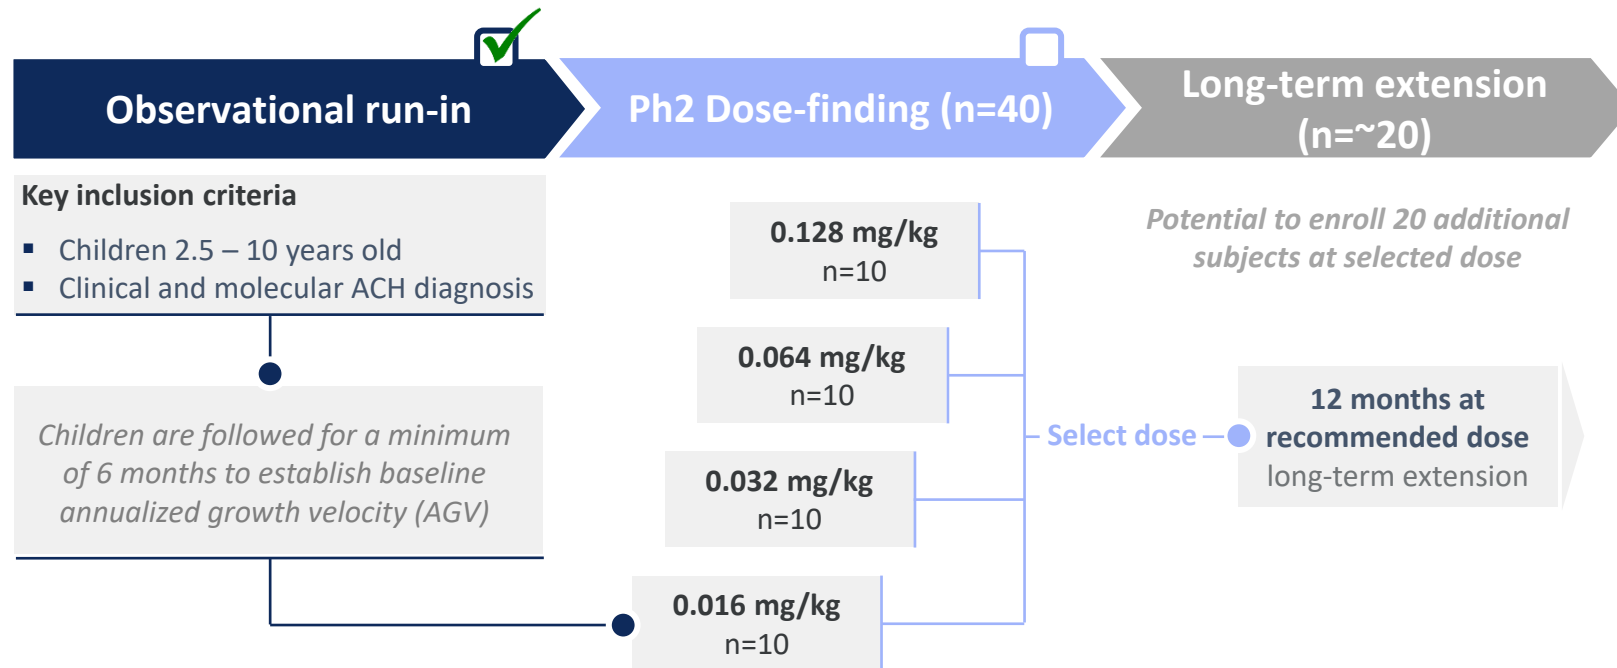 Observational run-in
Ph2 Dose-finding (n=40)
Long-term extension
(n=~20)
Key inclusion criteria
▪ Children 2.5 – 10 years old
▪ Clinical and molecular ACH diagnosis
Children are followed for a minimum
of 6 months to establish baseline
annualized growth velocity (AGV)
0.128 mg/kg
n=10
0.064 mg/kg
n=10
0.032 mg/kg
n=10
0.016 mg/kg
n=10
Select dose
Potential to enroll 20 additional
subjects at selected dose
12 months at
recommended dose
long-term extension